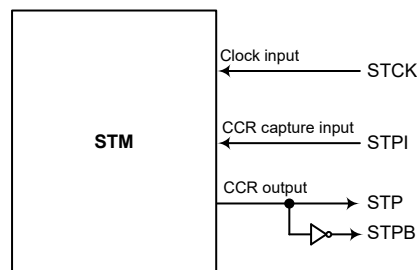 Clock input
STCK
STM
CCR capture input
STPI
CCR output
STP
STPB